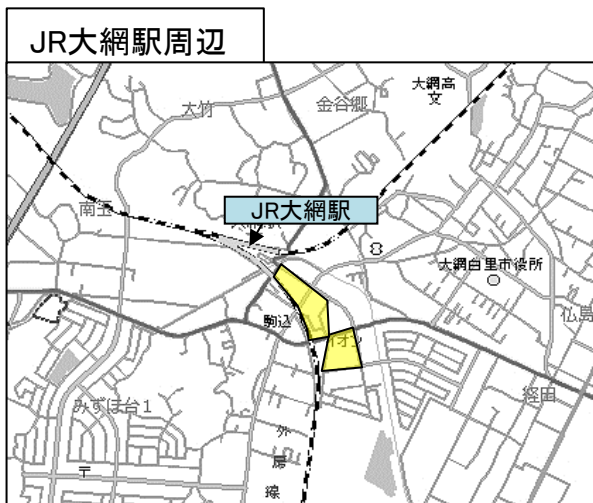 JR大網駅周辺
大網高
文
金谷郷
大竹
南玉
JR大網駅
大網白里市役所
仏島
駒込
イオン
経田
みずほ台1
〒
外
房
線